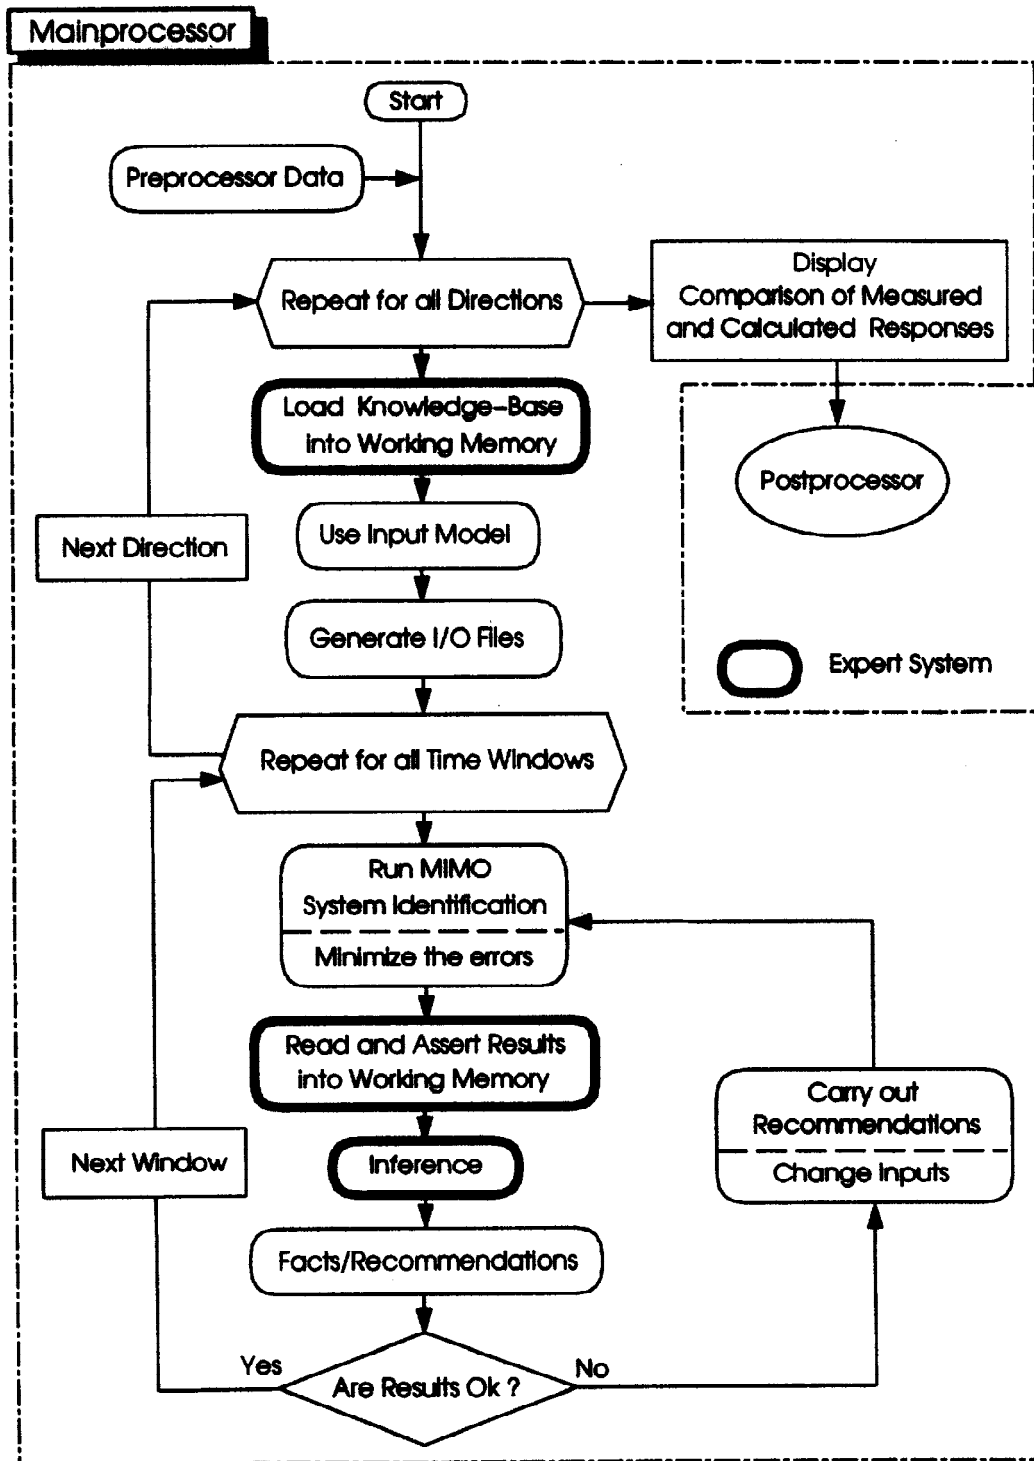 Mainprocessor
Start
Preprocessor Data
Repeat for all Directions
Display
Comparison of Measured
and Calculated Responses
Load Knowledge-Base
into Working Memory
Postprocessor
Use Input Model
Next Direction
Generate I/O Files
Expert System
Repeat for all Time Windows
Run MIMO
System Identification
Minimize the errors
Read and Assert Results
into Working Memory
Carry out
Recommendations
Change Inputs
Next Window
Inference
Facts/Recommendations
Yes
No
Are Results Ok ?